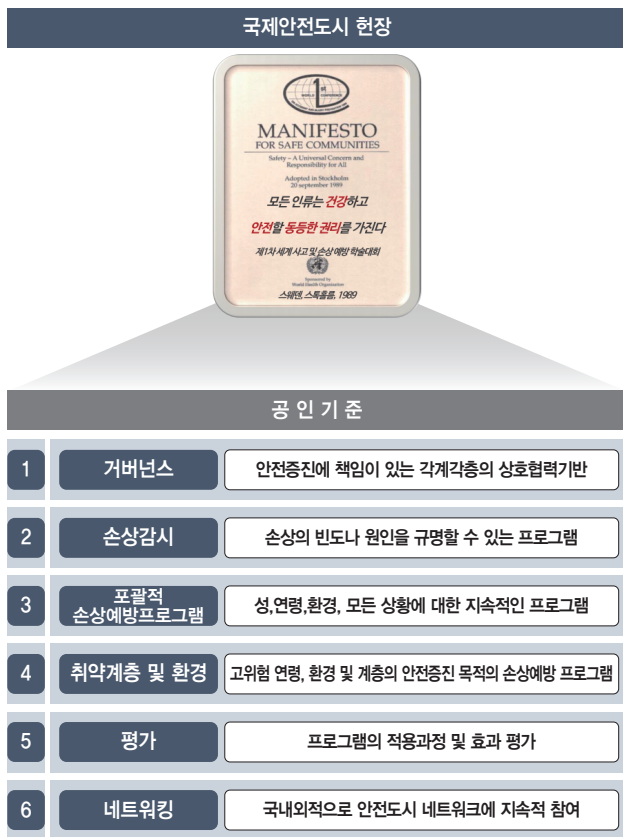 국제안전도시 헌장
1st
WORLD CONFERENCE
MANIFESTO
FOR SAFE COMMUNITIES
Safety – A Universal Concern and
Responsibility for All
Adopted in Stockholm
20 september 1989
모든 인류는 건강하고
안전할 동등한 권리를 가진다
제1차 세계 사고 및 손상 예방 학술대회
Sponsored by
World Health Organization
스웨덴, 스톡홀름, 1989
공 인 기 준
1 거버넌스 안전증진에 책임이 있는 각계각층의 상호협력기반
2 손상감시 손상의 빈도나 원인을 규명할 수 있는 프로그램
3 포괄적
손상예방프로그램 성,연령,환경, 모든 상황에 대한 지속적인 프로그램
4 취약계층 및 환경 고위험 연령, 환경 및 계층의 안전증진 목적의 손상예방 프로그램
5 평가 프로그램의 적용과정 및 효과 평가
6 네트워킹 국내외적으로 안전도시 네트워크에 지속적 참여